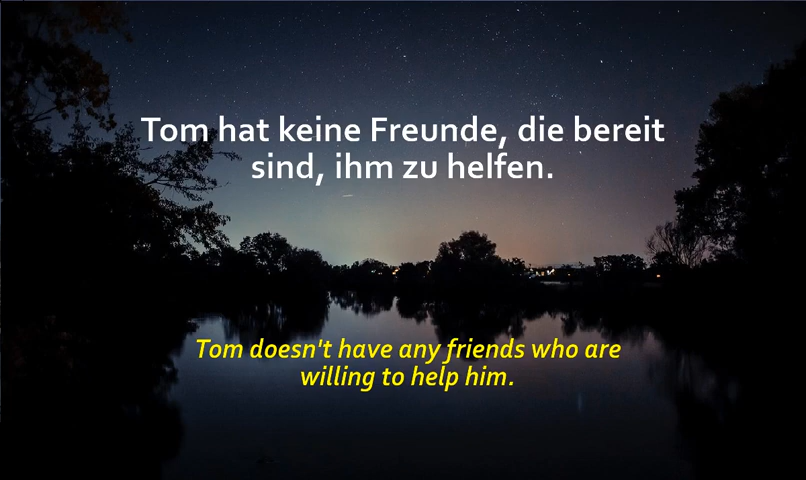 Tom hat keine Freunde, die bereit
sind, ihm zu helfen.
Tom doesn't have any friends who are
willing to help him.